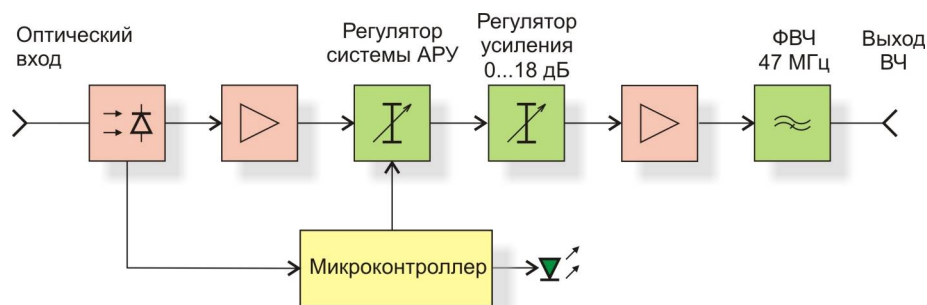 Оптический
вход
Регулятор
системы АРУ
Регулятор
усиления
0...18 дБ
ФВЧ
47 МГц
Выход
ВЧ
Микроконтроллер